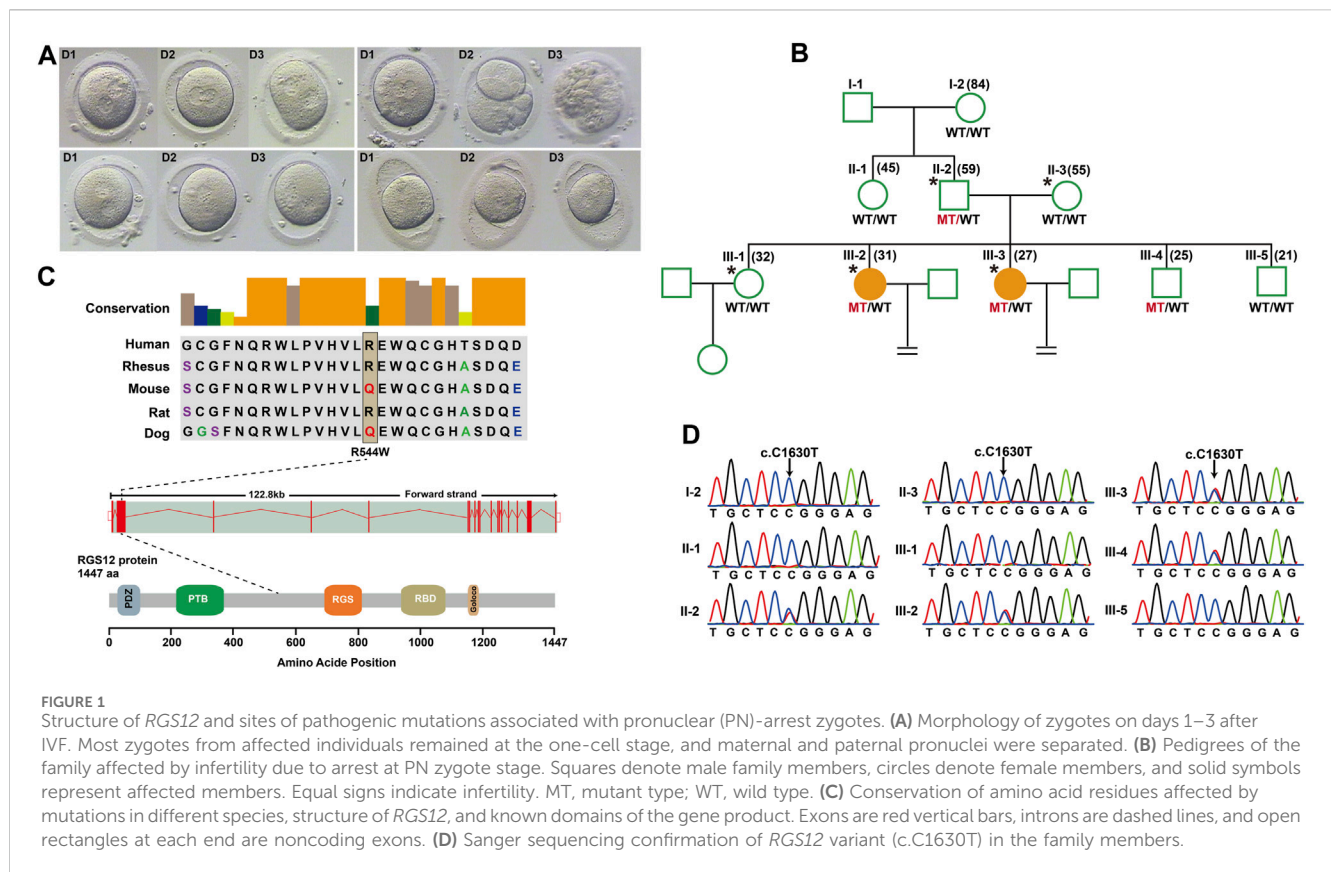 A
D1 D2 D3 D1 D2 D3
D1 D2 D3 D1 D2 D3
B
I-1
I-2 (84)
WT/WT
II-1 (45)
WT/WT
II-2 (59)
*
MT/WT
II-3 (55)
*
WT/WT
III-1 (32)
*
WT/WT
III-2 (31)
*
MT/WT
III-3 (27)
*
MT/WT
III-4 (25)
MT/WT
III-5 (21)
WT/WT
C
Conservation
Human G C G F N Q R W L P V H V L R E W Q C G H T S D Q D
Rhesus S C G F N Q R W L P V H V L R E W Q C G H A S D Q E
Mouse S C G F N Q R W L P V H V L Q E W Q C G H A S D Q E
Rat S C G F N Q R W L P V H V L R E W Q C G H A S D Q E
Dog G G S F N Q R W L P V H V L Q E W Q C G H A S D Q E
R544W
122.8kb Forward strand
RGS12 protein
1447 aa
PDZ PTB RGS RBD Goloco
0 200 400 600 800 1000 1200 1447
Amino Acide Position
D
c.C1630T c.C1630T c.C1630T
I-2 T G C T C C G G G A G
II-3 T G C T C C G G G A G
III-3 T G C T C C G G G A G
II-1 T G C T C C G G G A G
III-1 T G C T C C G G G A G
III-4 T G C T C C G G G A G
II-2 T G C T C C G G G A G
III-2 T G C T C C G G G A G
III-5 T G C T C C G G G A G
FIGURE 1
Structure of RGS12 and sites of pathogenic mutations associated with pronuclear (PN)-arrest zygotes. (A) Morphology of zygotes on days 1–3 after
IVF. Most zygotes from affected individuals remained at the one-cell stage, and maternal and paternal pronuclei were separated. (B) Pedigrees of the
family affected by infertility due to arrest at PN zygote stage. Squares denote male family members, circles denote female members, and solid symbols
represent affected members. Equal signs indicate infertility. MT, mutant type; WT, wild type. (C) Conservation of amino acid residues affected by
mutations in different species, structure of RGS12, and known domains of the gene product. Exons are red vertical bars, introns are dashed lines, and open
rectangles at each end are noncoding exons. (D) Sanger sequencing confirmation of RGS12 variant (c.C1630T) in the family members.